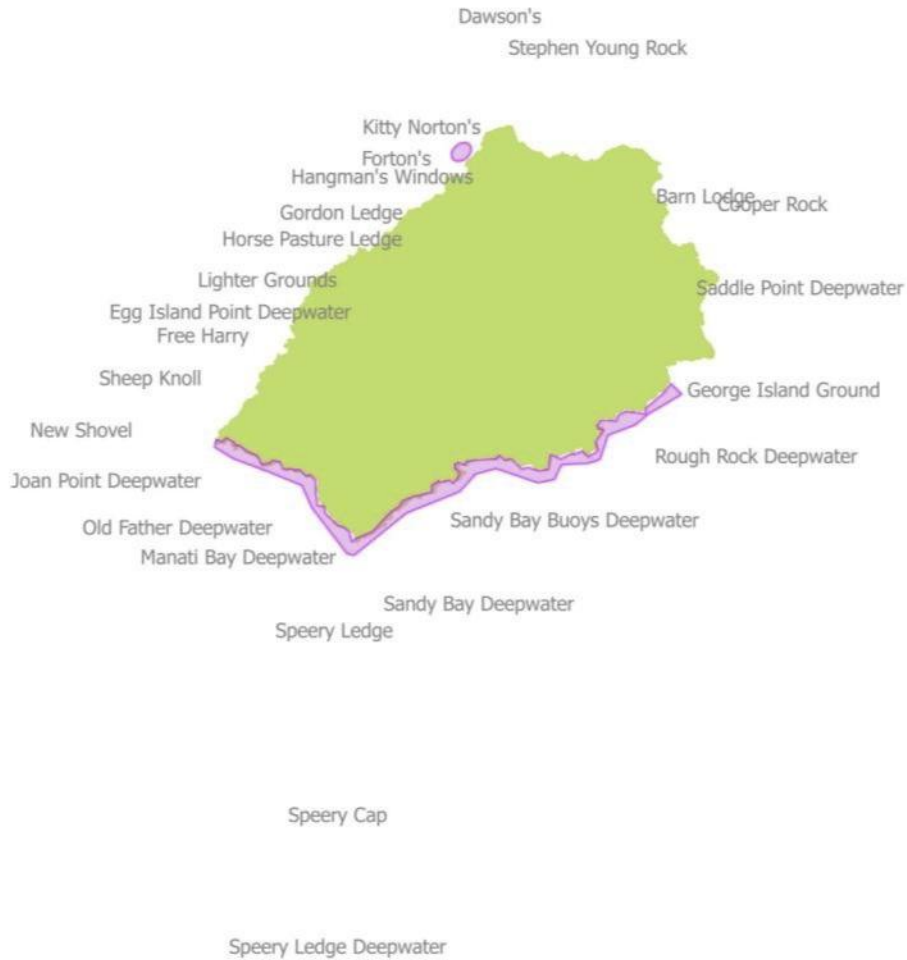 Dawson's
Stephen Young Rock
Kitty Norton's
Forton's
Hangman's Windows
Barn Lodge
Cooper Rock
Gordon Ledge
Horse Pasture Ledge
Lighter Grounds
Saddle Point Deepwater
Egg Island Point Deepwater
Free Harry
Sheep Knoll
George Island Ground
New Shovel
Rough Rock Deepwater
Joan Point Deepwater
Sandy Bay Buoys Deepwater
Old Father Deepwater
Manati Bay Deepwater
Sandy Bay Deepwater
Speery Ledge
Speery Cap
Speery Ledge Deepwater